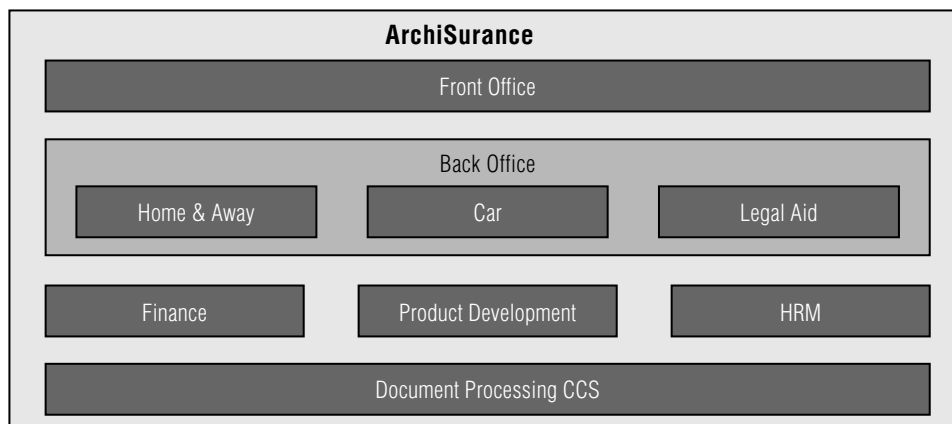 ArchiSurance
Front Office
Back Office
Home & Away
Car
Legal Aid
Finance
Product Development
HRM
Document Processing CCS